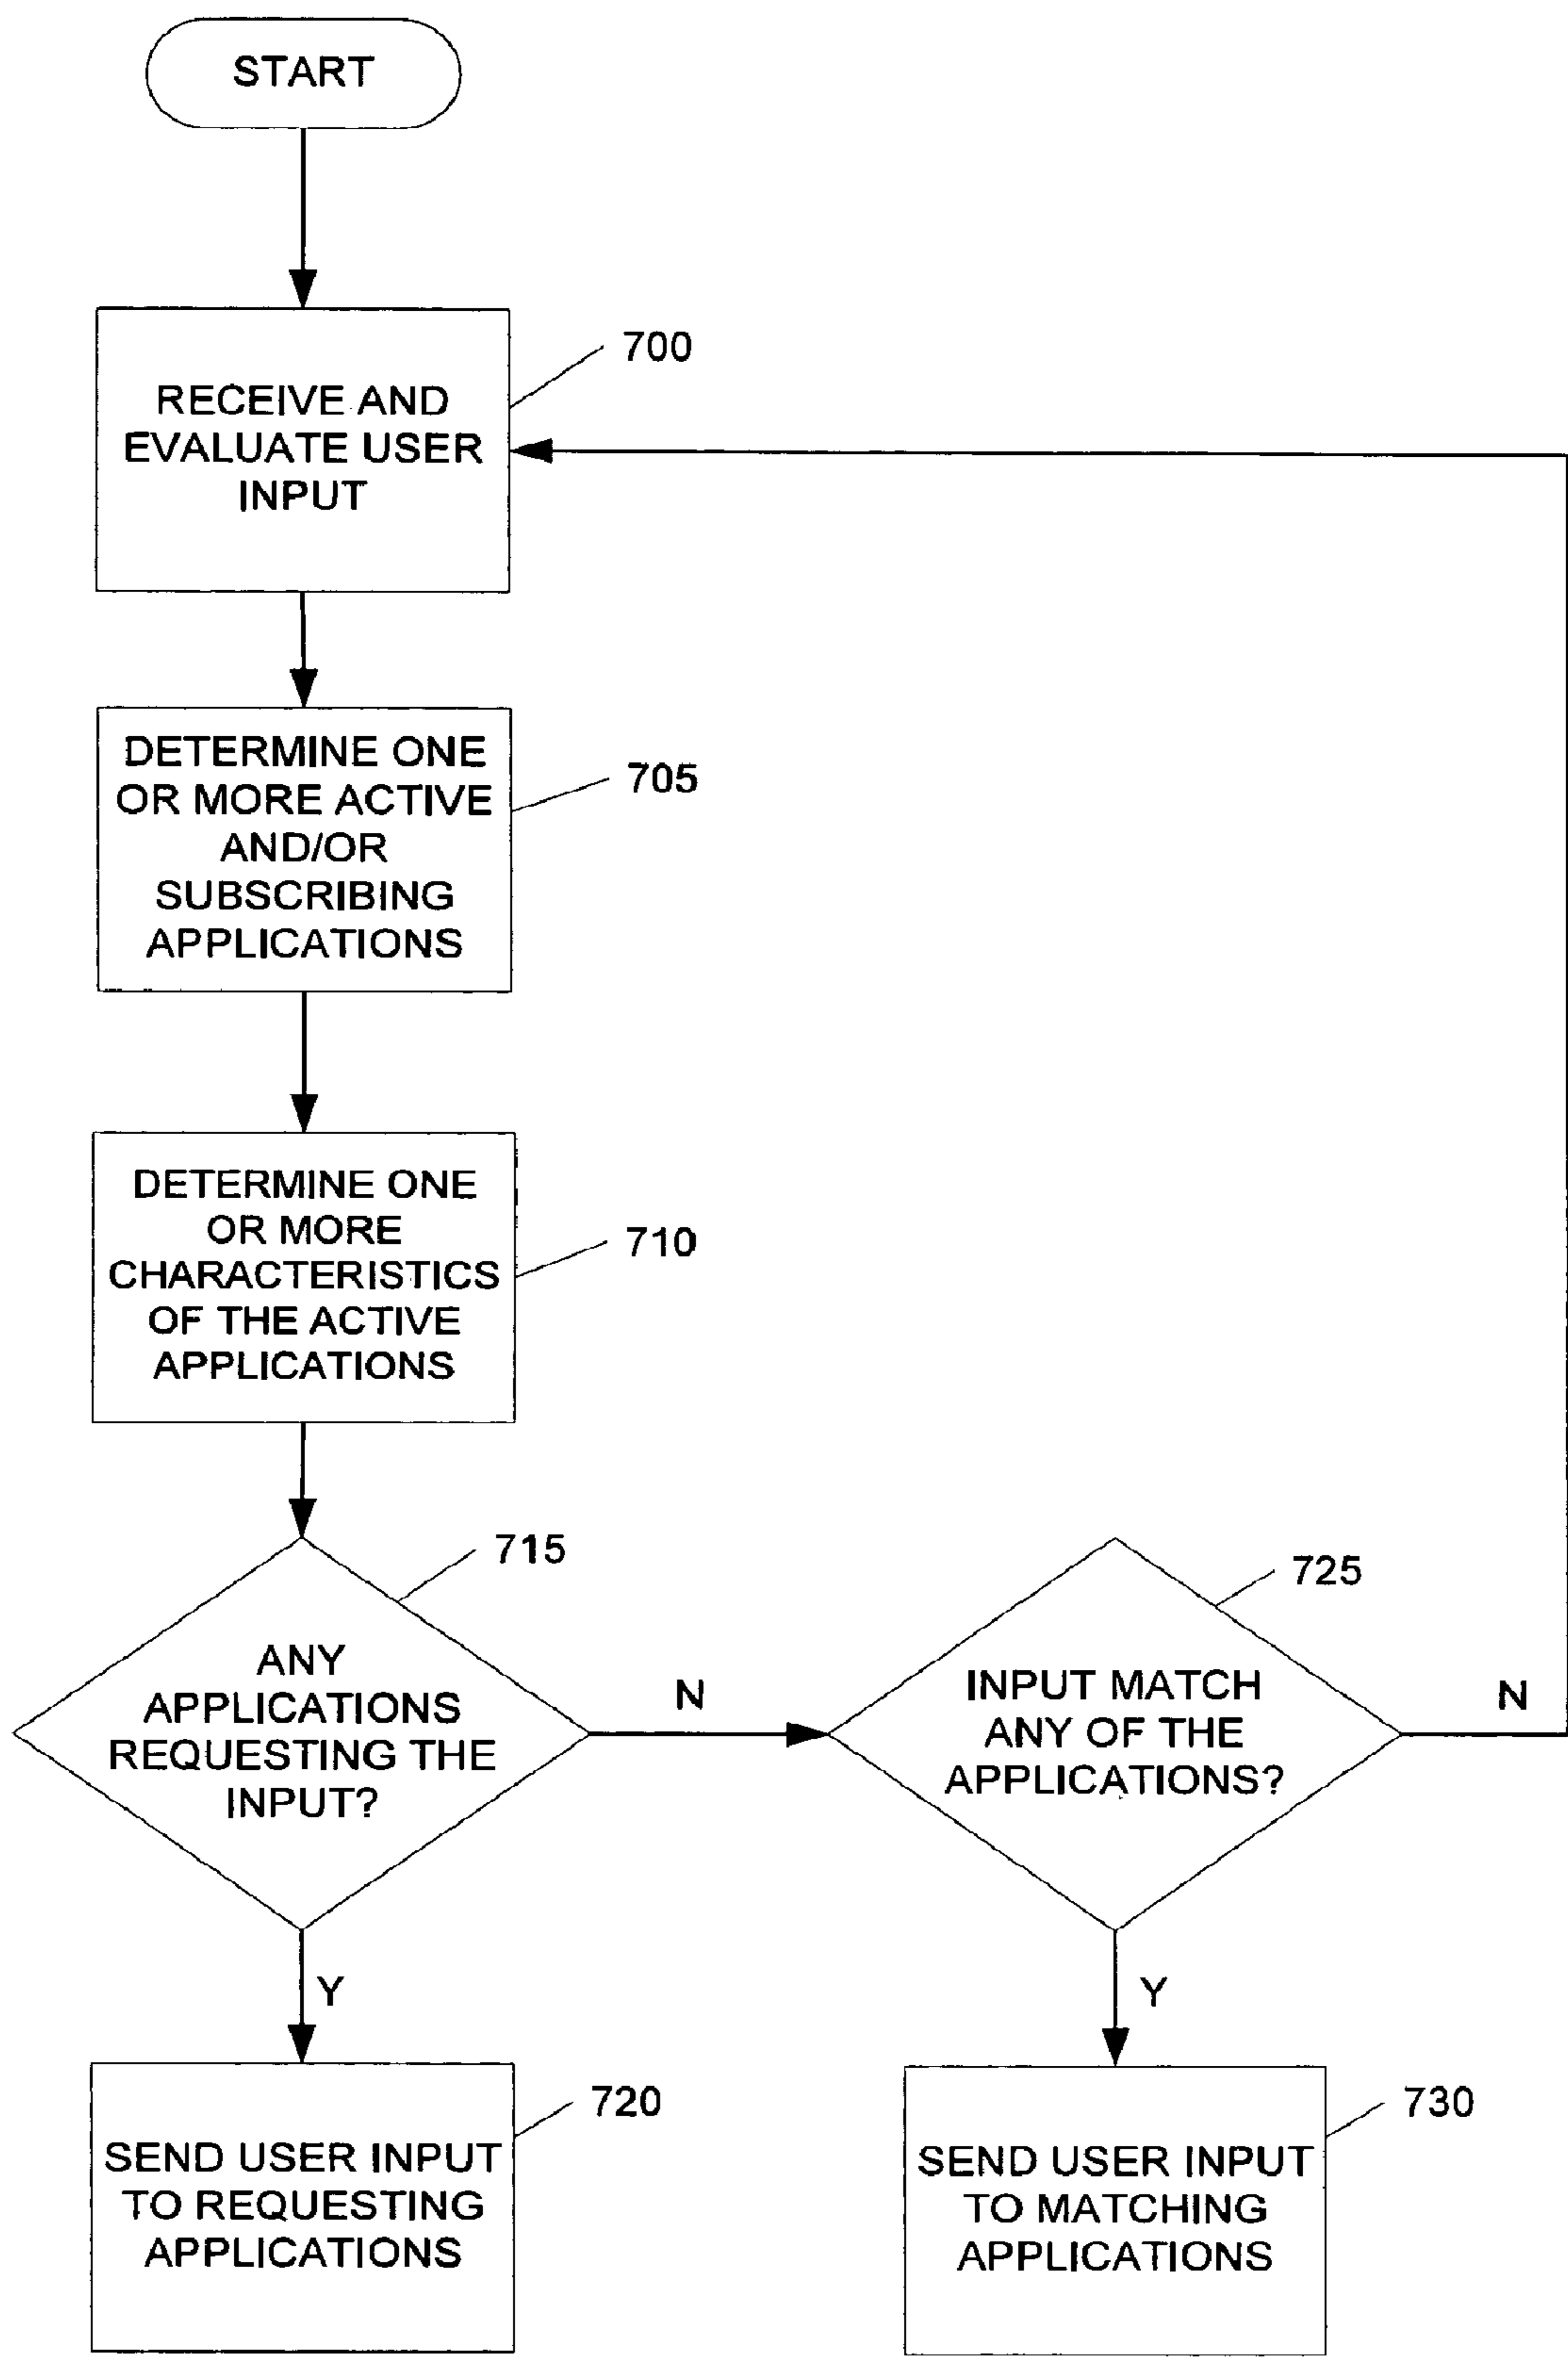 START
700
RECEIVE AND
EVALUATE USER
INPUT
705
DETERMINE ONE
OR MORE ACTIVE
AND/OR
SUBSCRIBING
APPLICATIONS
710
DETERMINE ONE
OR MORE
CHARACTERISTICS
OF THE ACTIVE
APPLICATIONS
715
ANY
APPLICATIONS
REQUESTING THE
INPUT?
N
725
INPUT MATCH
ANY OF THE
APPLICATIONS?
N
Y
Y
720
SEND USER INPUT
TO REQUESTING
APPLICATIONS
730
SEND USER INPUT
TO MATCHING
APPLICATIONS